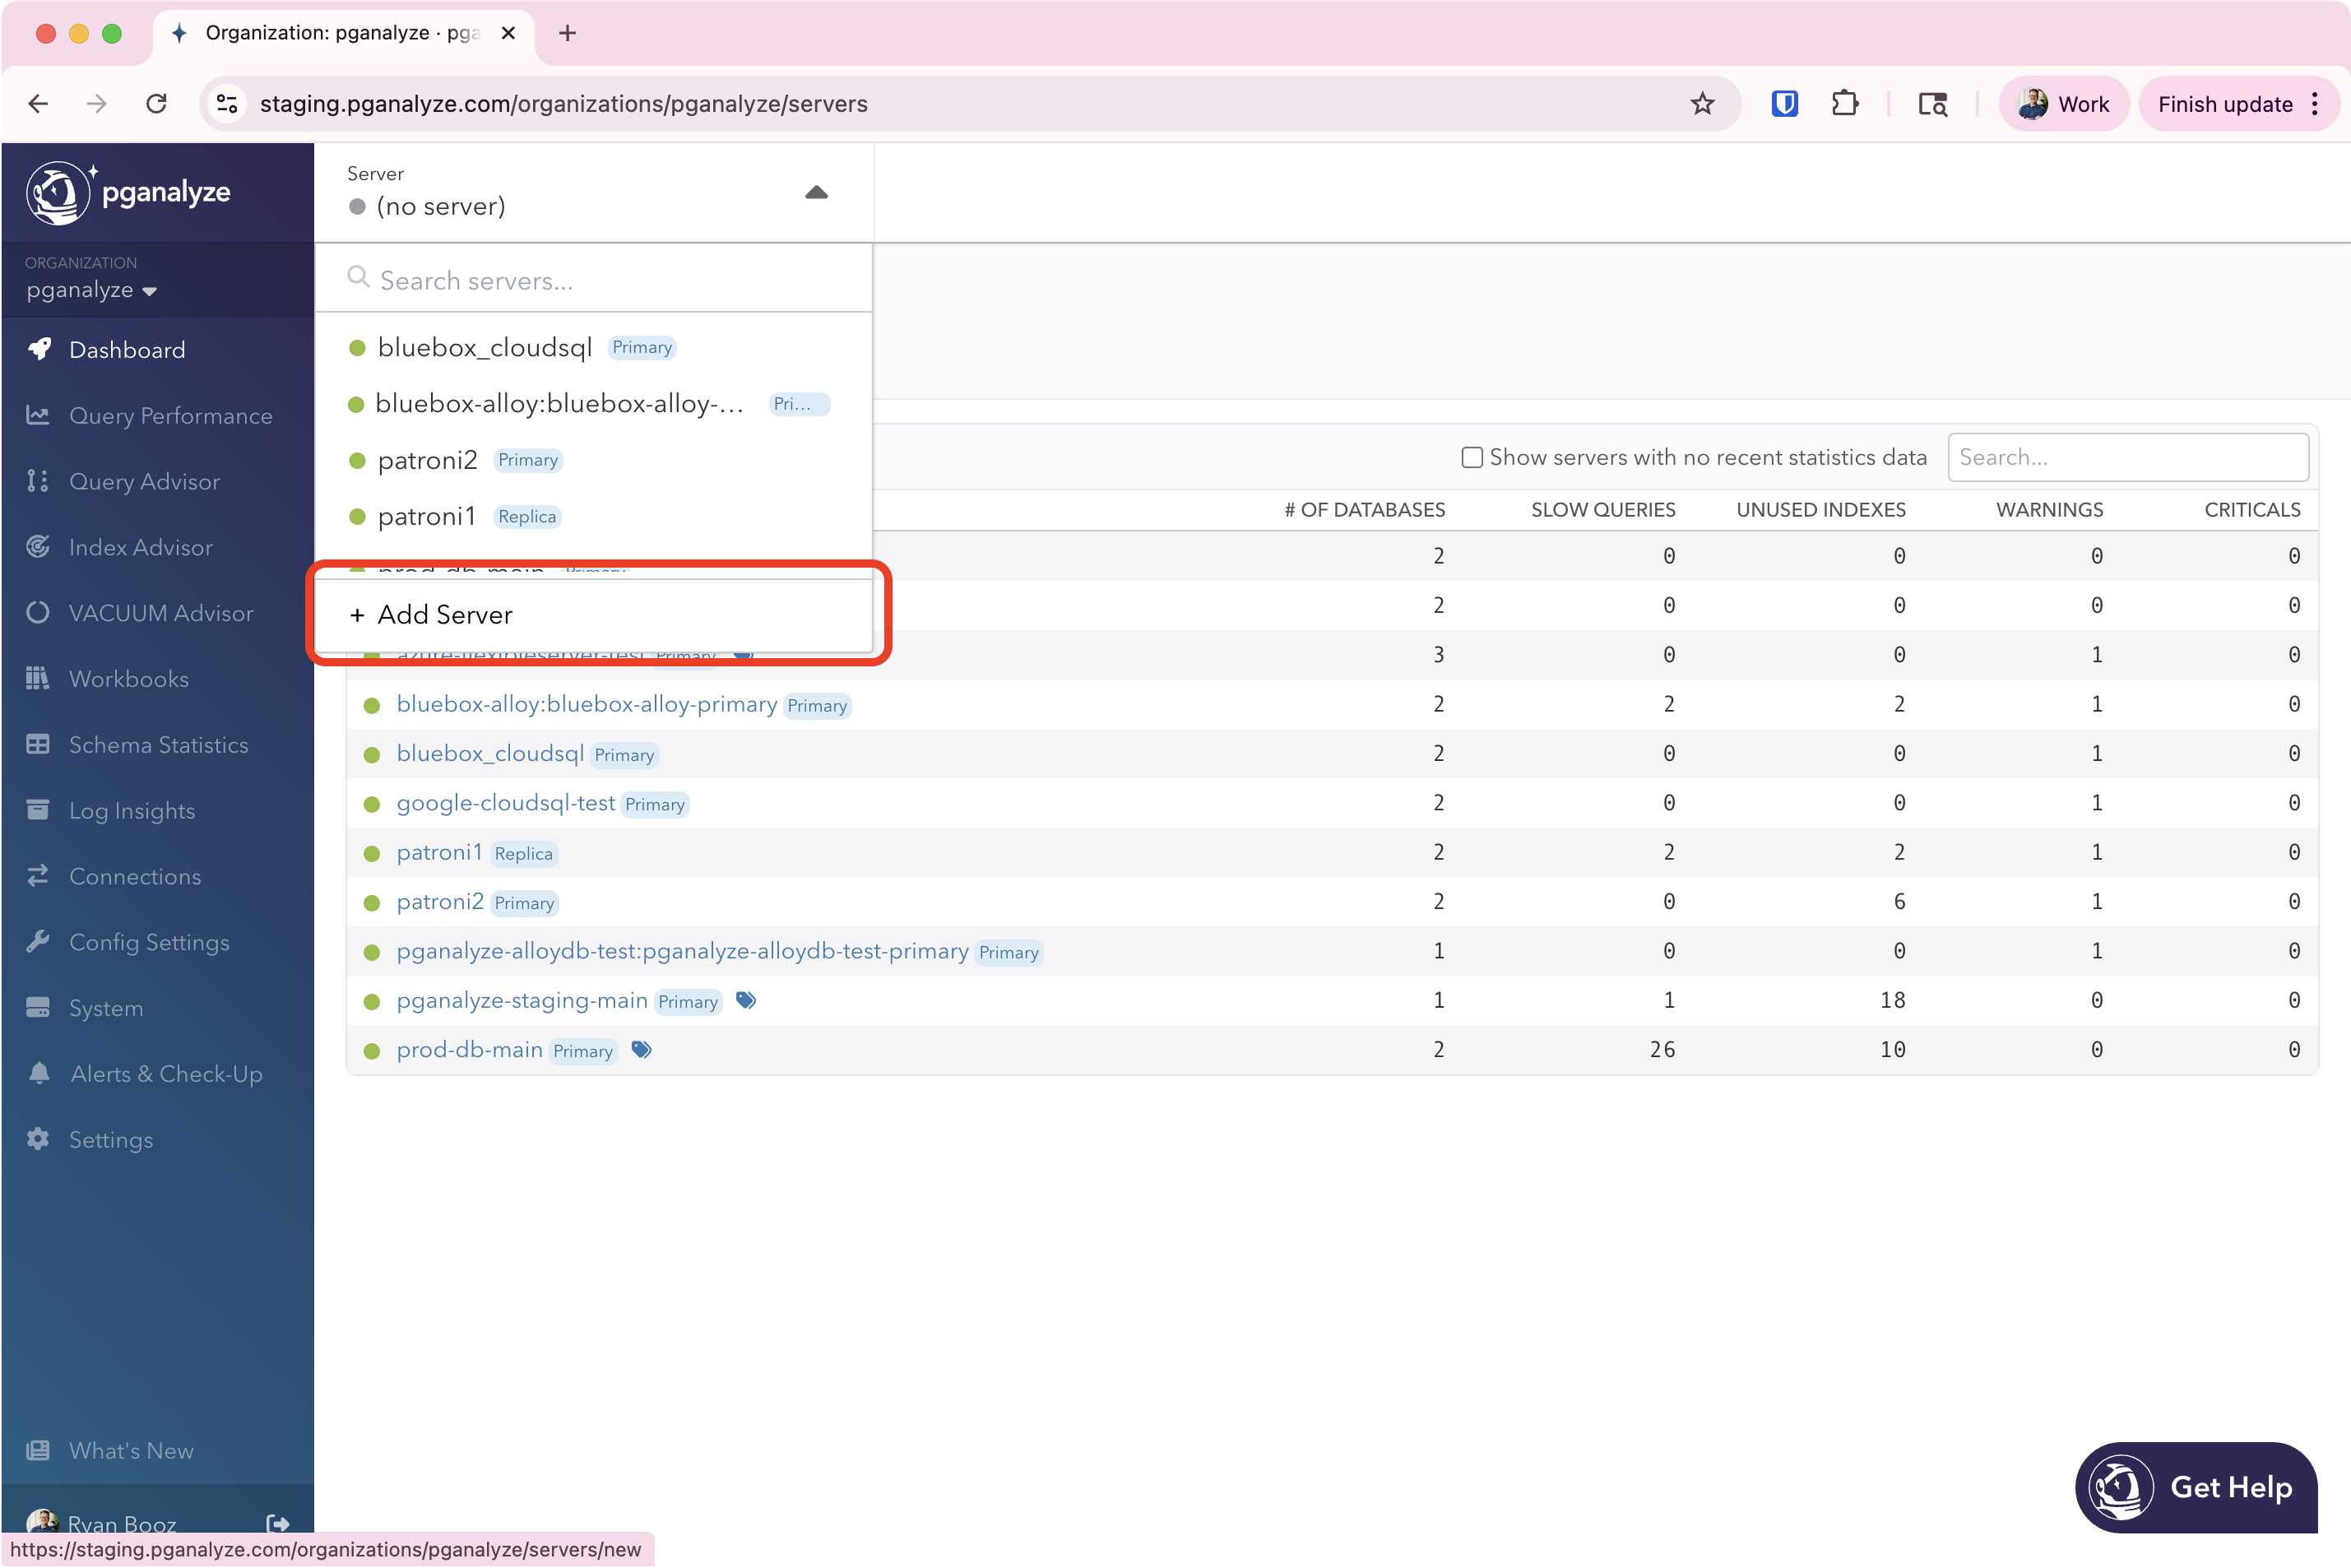 Organization: pganalyze · pga
staging.pganalyze.com/organizations/pganalyze/servers
Work
Finish update
pganalyze
ORGANIZATION
pganalyze
Dashboard
Query Performance
Query Advisor
Index Advisor
VACUUM Advisor
Workbooks
Schema Statistics
Log Insights
Connections
Config Settings
System
Alerts & Check-Up
Settings
What's New
Ryan Booz
Server
(no server)
Search servers...
bluebox_cloudsql Primary
bluebox-alloy:bluebox-alloy-... Pri...
patroni2 Primary
patroni1 Replica
prod-db-main Primary
+ Add Server
Show servers with no recent statistics data
Search...
# OF DATABASES SLOW QUERIES UNUSED INDEXES WARNINGS CRITICALS
2 0 0 0 0
2 0 0 0 0
azure-flexibleserver-test Primary 3 0 0 1 0
bluebox-alloy:bluebox-alloy-primary Primary 2 2 2 1 0
bluebox_cloudsql Primary 2 0 0 1 0
google-cloudsql-test Primary 2 0 0 1 0
patroni1 Replica 2 2 2 1 0
patroni2 Primary 2 0 6 1 0
pganalyze-alloydb-test:pganalyze-alloydb-test-primary Primary 1 0 0 1 0
pganalyze-staging-main Primary 1 1 18 0 0
prod-db-main Primary 2 26 10 0 0
Get Help
https://staging.pganalyze.com/organizations/pganalyze/servers/new